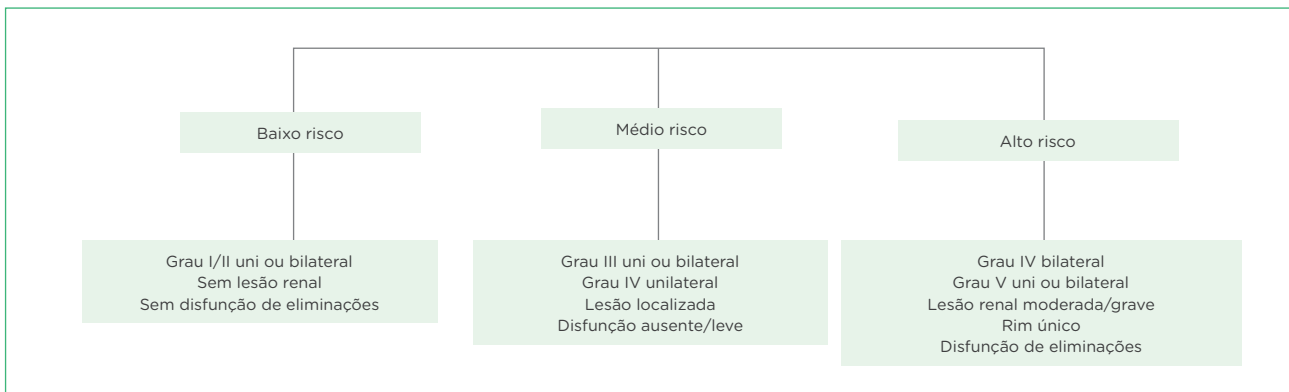 Baixo risco
Médio risco
Alto risco
Grau I/II uni ou bilateral
Sem lesão renal
Sem disfunção de eliminações
Grau III uni ou bilateral
Grau IV unilateral
Lesão localizada
Disfunção ausente/leve
Grau IV bilateral
Grau V uni ou bilateral
Lesão renal moderada/grave
Rim único
Disfunção de eliminações